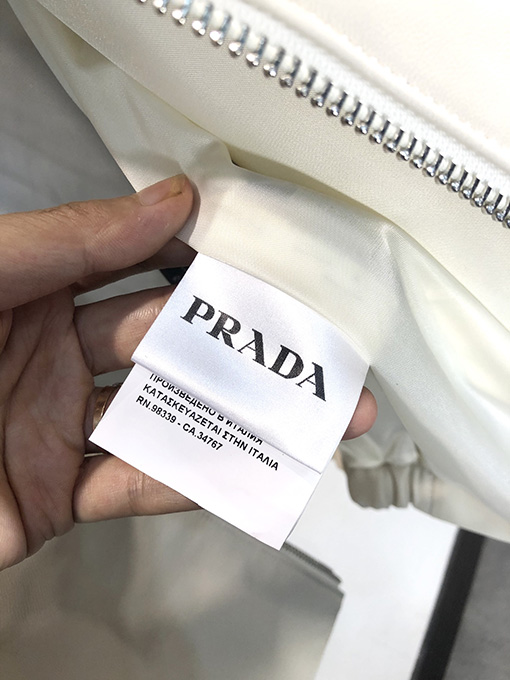 PRADA
ПРОИЗВЕДЕНО В ИТАЛИЯ
ΚΑΤΑΣΚΕΥΑΖΕΤΑΙ ΣΤΗΝ ΙΤΑΛΙΑ
RN.98339 - CA.34767